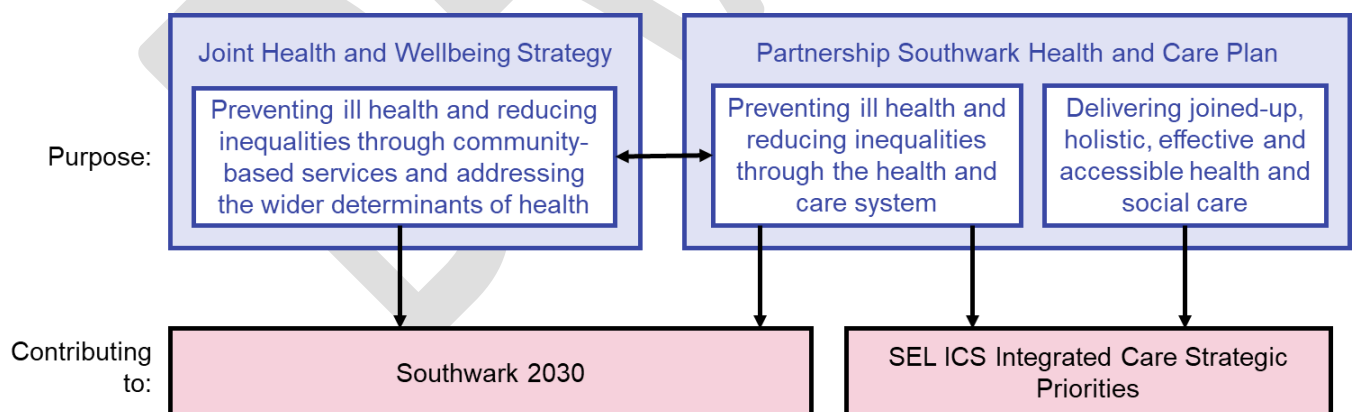 Joint Health and Wellbeing Strategy
Partnership Southwark Health and Care Plan
Purpose:
Preventing ill health and reducing
inequalities through community-
based services and addressing
the wider determinants of health
Preventing ill health and
reducing inequalities
through the health and
care system
Delivering joined-up,
holistic, effective and
accessible health and
social care
Contributing
to:
Southwark 2030
SEL ICS Integrated Care Strategic
Priorities